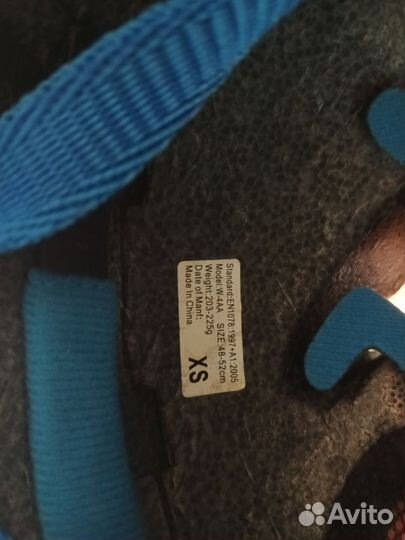 Standard:EN1078:1997+A1:2005
Model:W-4AA SIZE:48-52cm
Weight:203-225g
Date of Manf:
Made In China
XS
Avito